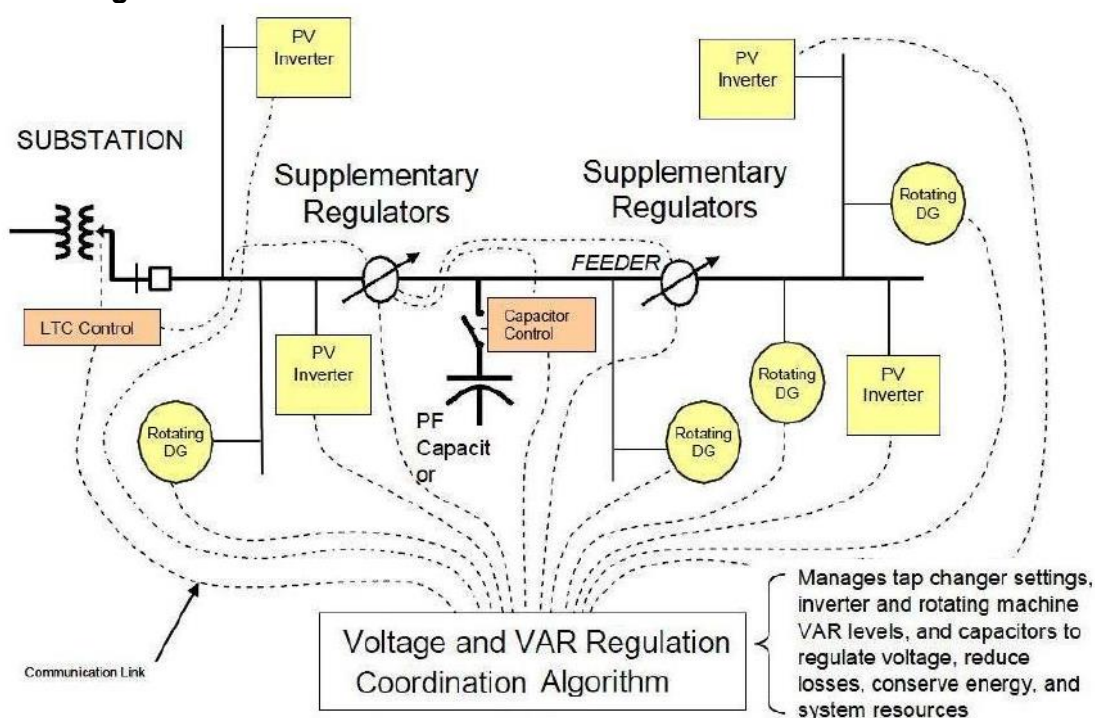 PV
Inverter
PV
Inverter
SUBSTATION
Supplementary
Regulators
Supplementary
Regulators
Rotating
DG
FEEDER
LTC Control
Capacitor
Control
PV
Inverter
Rotating
DG
PV
Inverter
Rotating
DG
PF
Capacit
or
Rotating
DG
Voltage and VAR Regulation
Coordination Algorithm
Manages tap changer settings,
inverter and rotating machine
VAR levels, and capacitors to
regulate voltage, reduce
losses, conserve energy, and
system resources
Communication Link